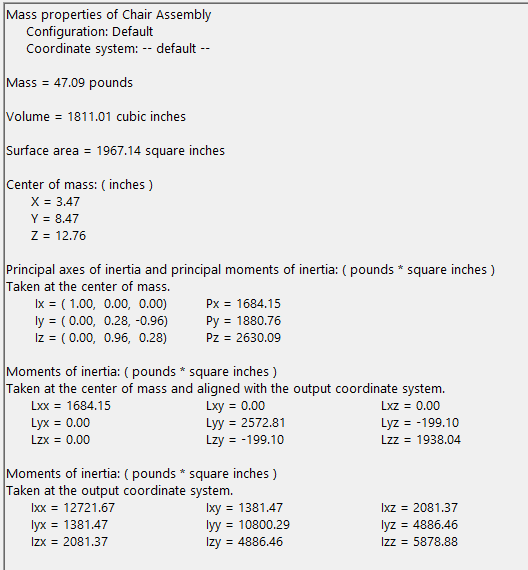 Mass properties of Chair Assembly
Configuration: Default
Coordinate system: -- default --
Mass = 47.09 pounds
Volume = 1811.01 cubic inches
Surface area = 1967.14 square inches
Center of mass: ( inches )
X = 3.47
Y = 8.47
Z = 12.76
Principal axes of inertia and principal moments of inertia: ( pounds * square inches )
Taken at the center of mass.
Ix = ( 1.00, 0.00, 0.00) Px = 1684.15
Iy = ( 0.00, 0.28, -0.96) Py = 1880.76
Iz = ( 0.00, 0.96, 0.28) Pz = 2630.09
Moments of inertia: ( pounds * square inches )
Taken at the center of mass and aligned with the output coordinate system.
Lxx = 1684.15 Lxy = 0.00 Lxz = 0.00
Lyx = 0.00 Lyy = 2572.81 Lyz = -199.10
Lzx = 0.00 Lzy = -199.10 Lzz = 1938.04
Moments of inertia: ( pounds * square inches )
Taken at the output coordinate system.
Ixx = 12721.67 Ixy = 1381.47 Ixz = 2081.37
Iyx = 1381.47 Iyy = 10800.29 Iyz = 4886.46
Izx = 2081.37 Izy = 4886.46 Izz = 5878.88